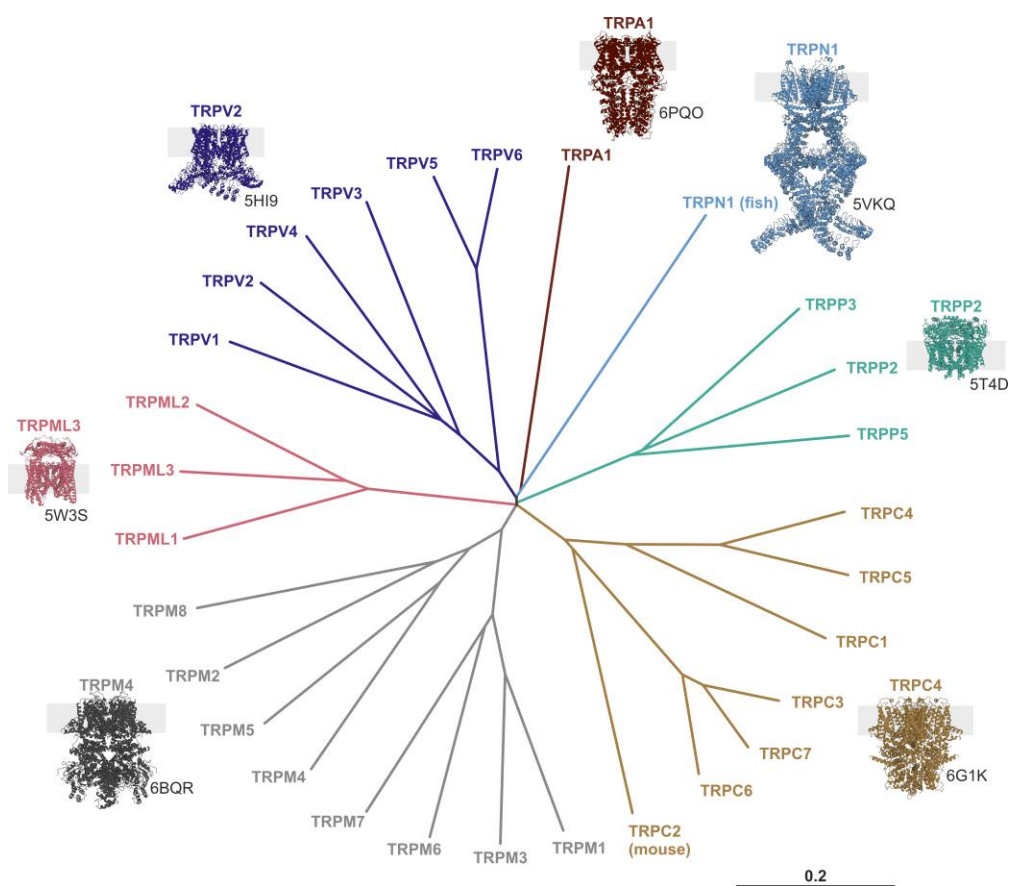 TRPA1
TRPN1
6PQO
TRPV2
5HI9
TRPV5
TRPV6
TRPA1
TRPV3
TRPN1 (fish)
5VKQ
TRPV4
TRPV2
TRPV1
TRPP3
TRPP2
5T4D
TRPP2
TRPP5
TRPML2
TRPML3
TRPML3
5W3S
TRPML1
TRPC4
TRPC5
TRPC1
TRPM8
TRPM2
TRPM4
6BQR
TRPM5
TRPM4
TRPM7
TRPM6
TRPM3
TRPM1
TRPC3
TRPC7
TRPC6
TRPC2
(mouse)
TRPC4
6G1K
0.2